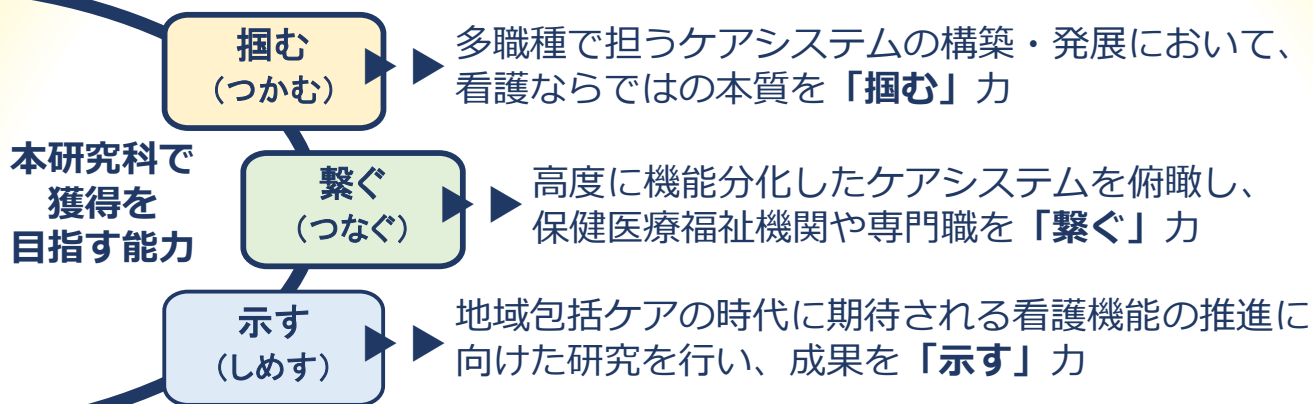 本研究科で
獲得を
目指す能力
掴む
(つかむ)
多職種で担うケアシステムの構築・発展において、
看護ならではの本質を「掴む」力
繋ぐ
(つなぐ)
高度に機能分化したケアシステムを俯瞰し、
保健医療福祉機関や専門職を「繋ぐ」力
示す
(しめす)
地域包括ケアの時代に期待される看護機能の推進に
向けた研究を行い、成果を「示す」力